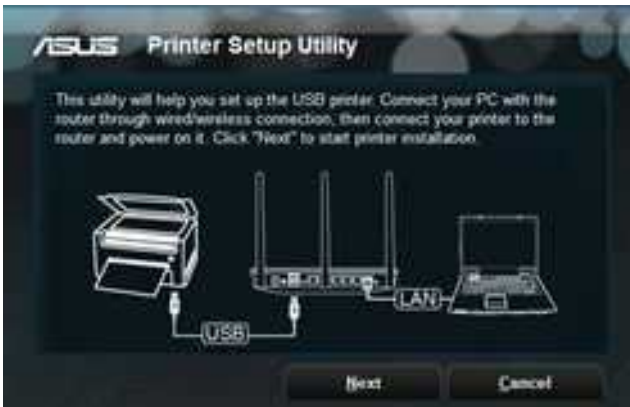 ASUS Printer Setup Utility
This utility will help you set up the USB printer. Connect your PC with the
router through wired/wireless connection, then connect your printer to the
router and power on it. Click "Next" to start printer installation.
LAN
USB
Next Cancel